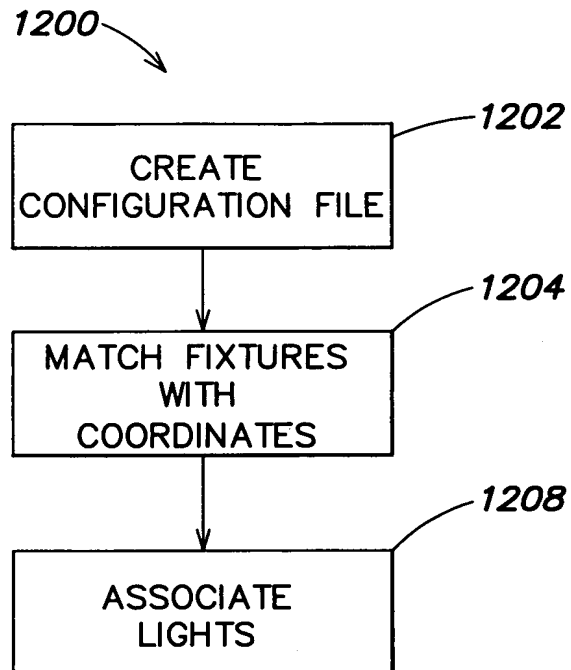 1200
1202
CREATE
CONFIGURATION FILE
1204
MATCH FIXTURES
WITH
COORDINATES
1208
ASSOCIATE
LIGHTS